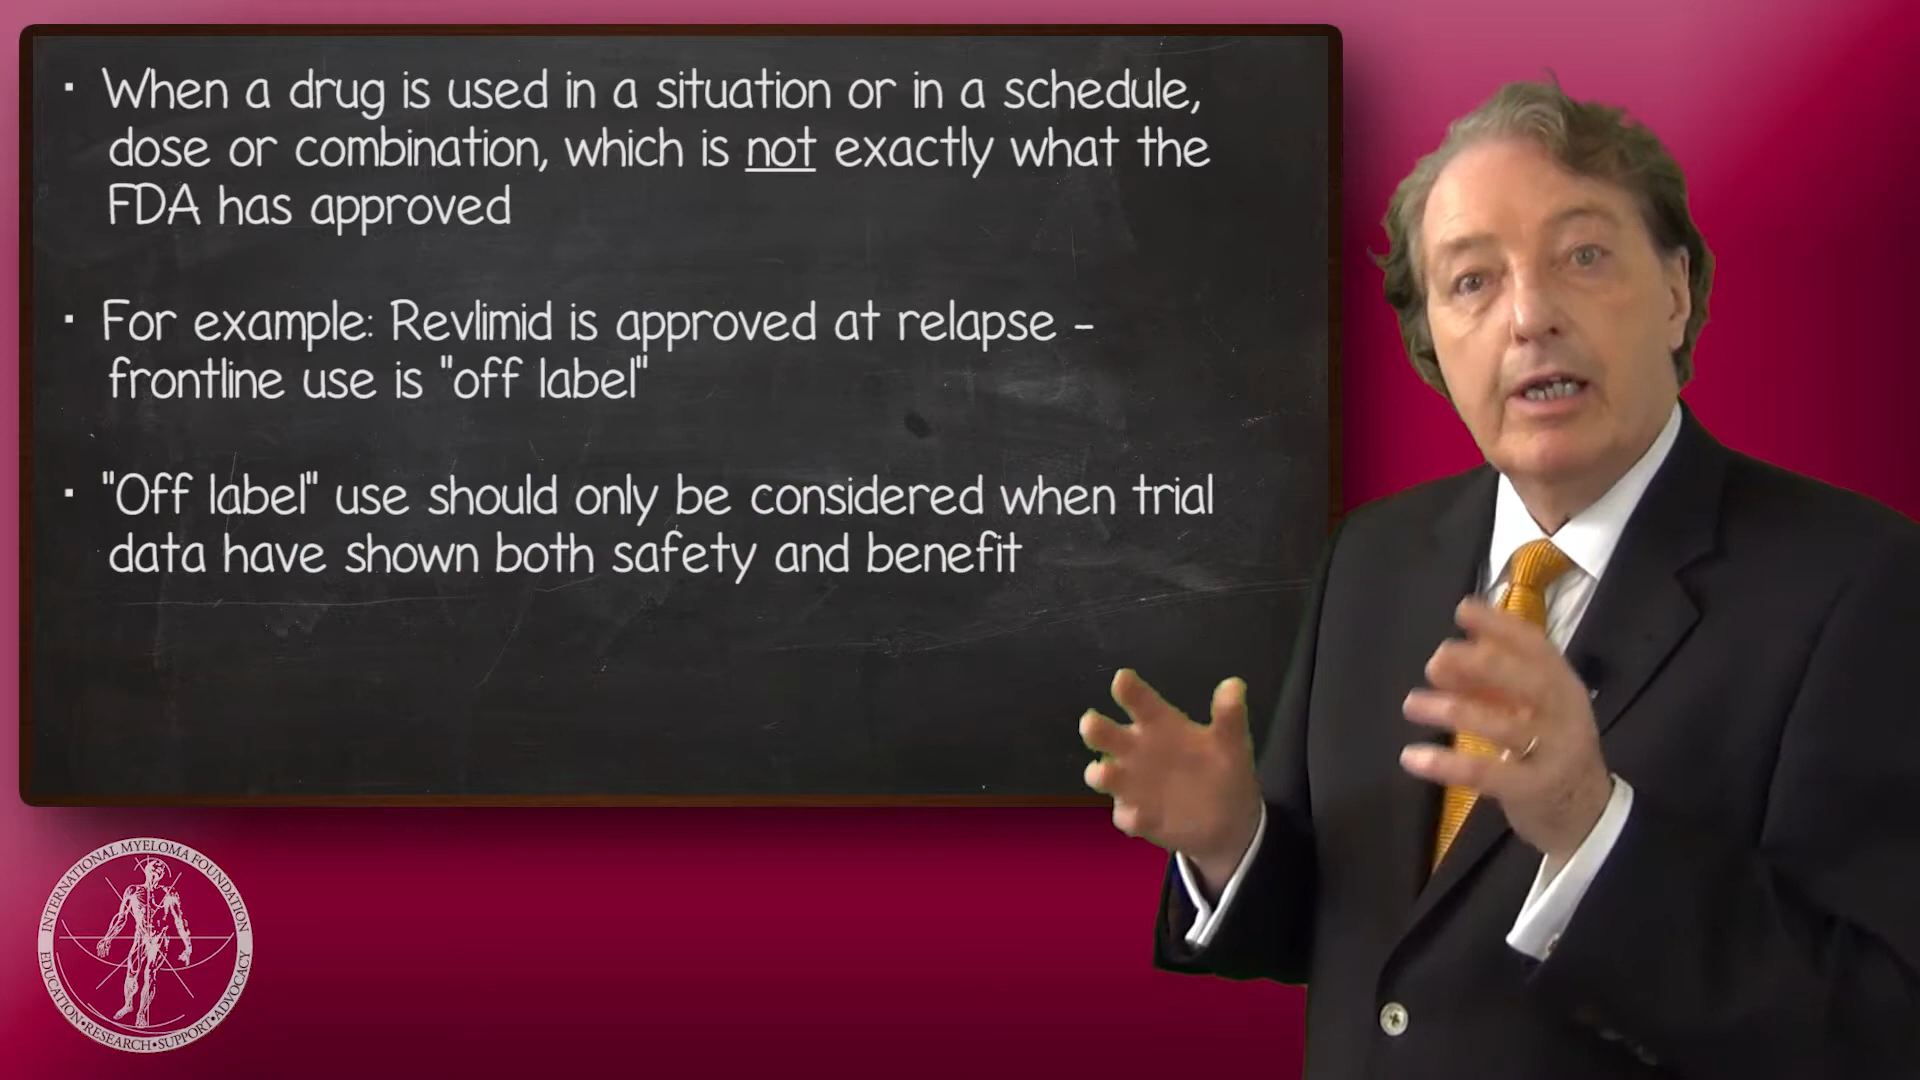 · When a drug is used in a situation or in a schedule,
dose or combination, which is not exactly what the
FDA has approved
· For example: Revlimid is approved at relapse -
frontline use is "off label"
· "Off label" use should only be considered when trial
data have shown both safety and benefit
INTERNATIONAL MYELOMA FOUNDATION
EDUCATION•RESEARCH•SUPPORT•ADVOCACY